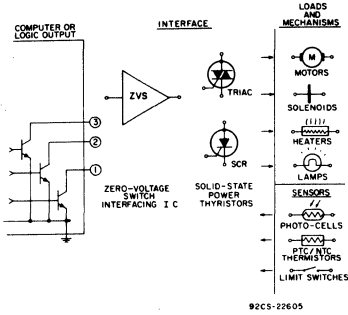 COMPUTER OR
LOGIC OUTPUT
INTERFACE
LOADS
AND
MECHANISMS
3
2
1
ZVS
ZERO-VOLTAGE
SWITCH
INTERFACING I C
TRIAC
SCR
SOLID-STATE
POWER
THYRISTORS
M
MOTORS
SOLENOIDS
HEATERS
LAMPS
SENSORS
PHOTO-CELLS
PTC/NTC
THERMISTORS
LIMIT SWITCHES
92CS-22605